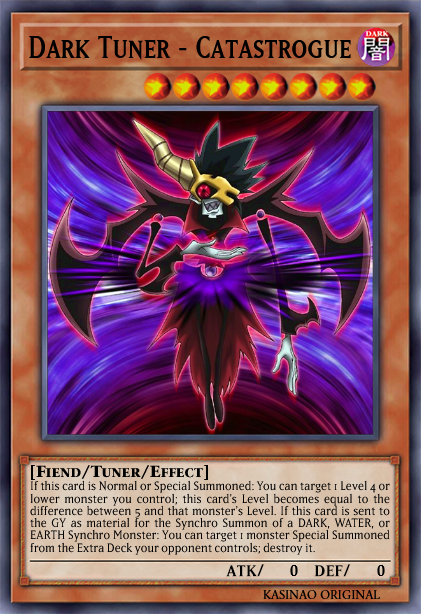 DARK TUNER - CATASTROGUE
DARK
闇
[FIEND/TUNER/EFFECT]
If this card is Normal or Special Summoned: You can target 1 Level 4 or
lower monster you control; this card's Level becomes equal to the
difference between 5 and that monster's Level. If this card is sent to
the GY as material for the Synchro Summon of a DARK, WATER, or
EARTH Synchro Monster: You can target 1 monster Special Summoned
from the Extra Deck your opponent controls; destroy it.
ATK/ 0 DEF/ 0
KASINAO ORIGINAL